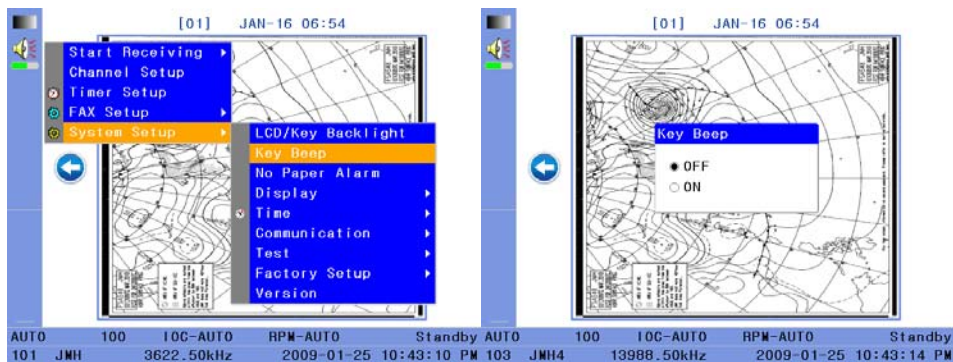 [01] JAN-16 06:54
Start Receiving
Channel Setup
Timer Setup
FAX Setup
System Setup
LCD/Key Backlight
Key Beep
No Paper Alarm
Display
Time
Communication
Test
Factory Setup
Version
AUTO 100 IOC-AUTO RPM-AUTO Standby
101 JMH 3622.50kHz 2009-01-25 10:43:10 PM
[01] JAN-16 06:54
Key Beep
OFF
ON
AUTO 100 IOC-AUTO RPM-AUTO Standby
103 JMH4 13988.50kHz 2009-01-25 10:43:14 PM